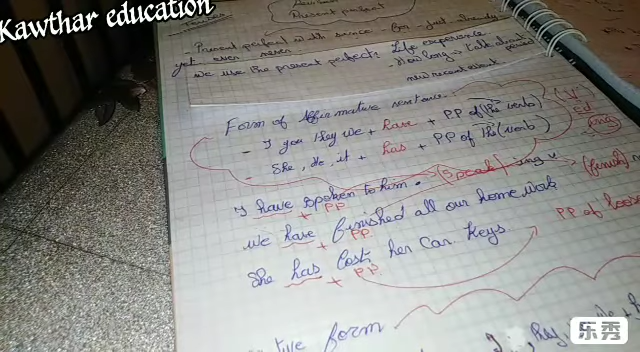 Kawthar education
Present perfect
Present perfect with since - for - just - already
yet ever never
we use the present perfect: Life experience
How long → talk about period
new recent event
Form of Affirmative sentence
- I you they we + have + P.P of (the verb)
- She, He, it + has + P.P of the (verb)
(V)
ed
ing
I have spoken to him. (Speak) → (finish)
+ P.P
we have finished all our home work
+ P.P
PP of
She has lost her car keys
+ P.P
tive form
乐秀